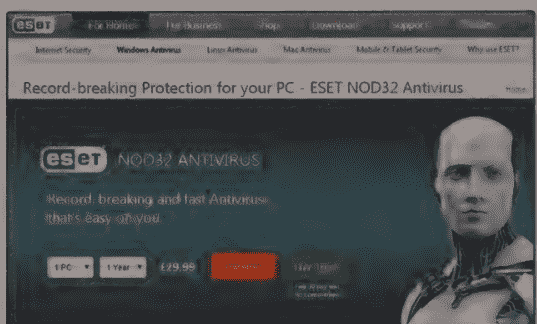 eset For Home For Business Shop Download Support
Internet Security Windows Antivirus Linux Antivirus Mac Antivirus Mobile & Tablet Security Why use ESET?
Record-breaking Protection for your PC - ESET NOD32 Antivirus Home
eset NOD32 ANTIVIRUS
Record breaking and fast Antivirus
that's easy on you
1 PC 1 Year £29.99 Free Trial